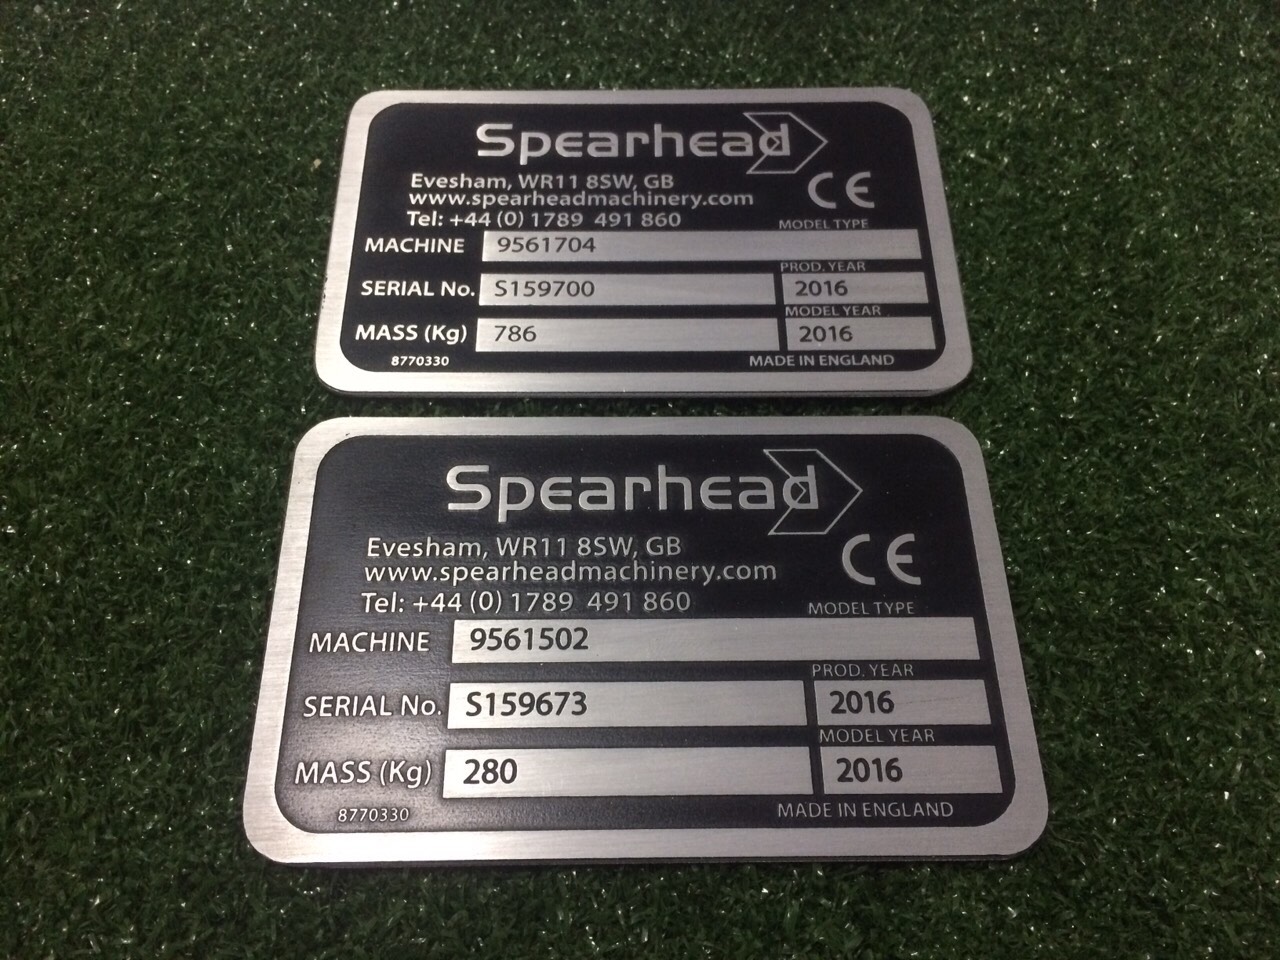 Spearhead
Evesham, WR11 8SW, GB
www.spearheadmachinery.com
Tel: +44 (0) 1789 491 860
CE
MODEL TYPE
MACHINE 9561704
PROD. YEAR
SERIAL No. S159700 2016
MODEL YEAR
MASS (Kg) 786 2016
8770330 MADE IN ENGLAND
Spearhead
Evesham, WR11 8SW, GB
www.spearheadmachinery.com
Tel: +44 (0) 1789 491 860
CE
MODEL TYPE
MACHINE 9561502
PROD. YEAR
SERIAL No. S159673 2016
MODEL YEAR
MASS (Kg) 280 2016
8770330 MADE IN ENGLAND